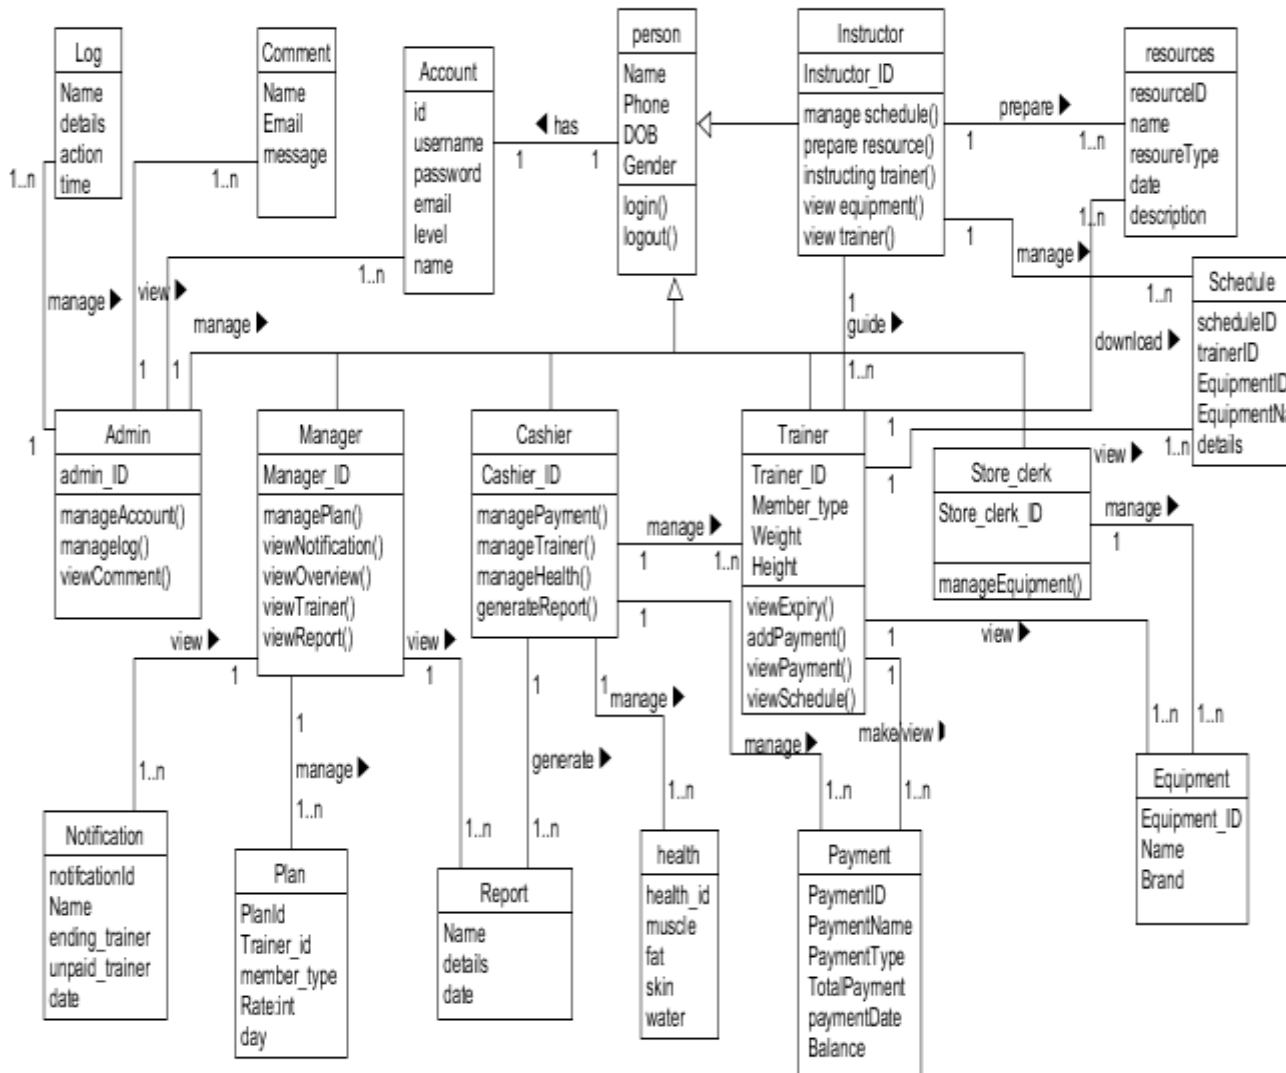 Log
Name
details
action
time
Comment
Name
Email
message
Account
id
username
password
email
level
name
person
Name
Phone
DOB
Gender
login()
logout()
Instructor
Instructor_ID
manage schedule()
prepare resource()
instructing trainer()
view equipment()
view trainer()
resources
resourceID
name
resoureType
date
description
Schedule
scheduleID
trainerID
EquipmentID
EquipmentNa
details
◀ has
1
1
prepare ▶
1
1..n
1
manage ▶
1..n
1..n
download ▶
1
guide ▶
1..n
1..n
manage ▶
1
1..n
view ▶
1
1..n
manage ▶
1
Admin
admin_ID
manageAccount()
managelog()
viewComment()
Manager
Manager_ID
managePlan()
viewNotification()
viewOverview()
viewTrainer()
viewReport()
Cashier
Cashier_ID
managePayment()
manageTrainer()
manageHealth()
generateReport()
Trainer
Trainer_ID
Member_type
Weight
Height
viewExpiry()
addPayment()
viewPayment()
viewSchedule()
Store_clerk
Store_clerk_ID
manageEquipment()
1
1
view ▶
1..n
manage ▶
1
1..n
manage ▶
1
1..n
1
view ▶
1..n
view ▶
1
1..n
view ▶
1
1..n
1
manage ▶
1..n
1
generate ▶
1..n
1
manage ▶
1..n
1
manage ▶
1..n
1
make/view ▶
1..n
Notification
notifcationId
Name
ending_trainer
unpaid_trainer
date
Plan
PlanId
Trainer_id
member_type
Rate:int
day
Report
Name
details
date
health
health_id
muscle
fat
skin
water
Payment
PaymentID
PaymentName
PaymentType
TotalPayment
paymentDate
Balance
Equipment
Equipment_ID
Name
Brand